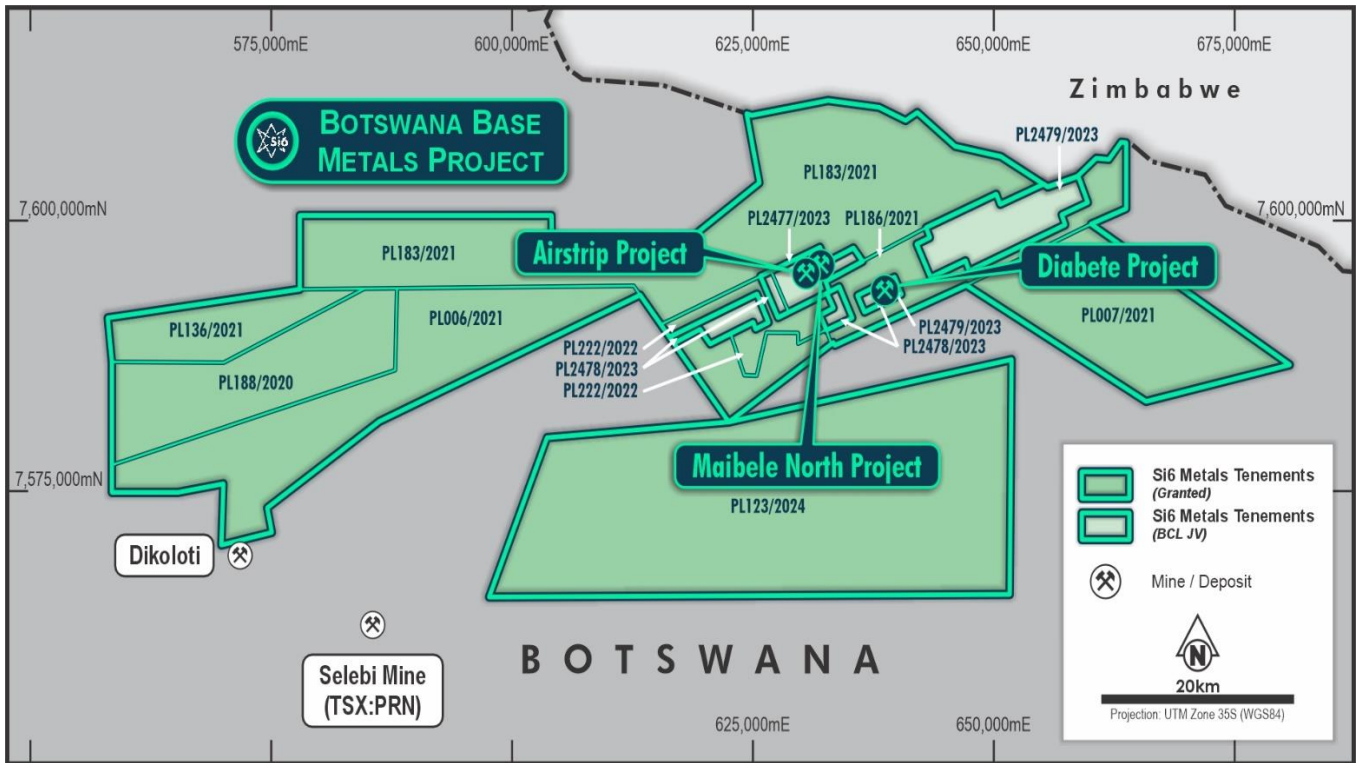 575,000mE
600,000mE
625,000mE
650,000mE
675,000mE
Zimbabwe
Si6
BOTSWANA BASE
METALS PROJECT
PL2479/2023
PL183/2021
7,600,000mN
PL2477/2023
PL186/2021
7,600,000mN
PL183/2021
Airstrip Project
Diabete Project
PL136/2021
PL006/2021
PL007/2021
PL2479/2023
PL222/2022
PL2478/2023
PL2478/2023
PL188/2020
PL222/2022
Maibele North Project
7,575,000mN
PL123/2024
Dikoloti
Selebi Mine
(TSX:PRN)
BOTSWANA
Si6 Metals Tenements
(Granted)
Si6 Metals Tenements
(BCL JV)
Mine / Deposit
N
20km
Projection: UTM Zone 35S (WGS84)
625,000mE
650,000mE